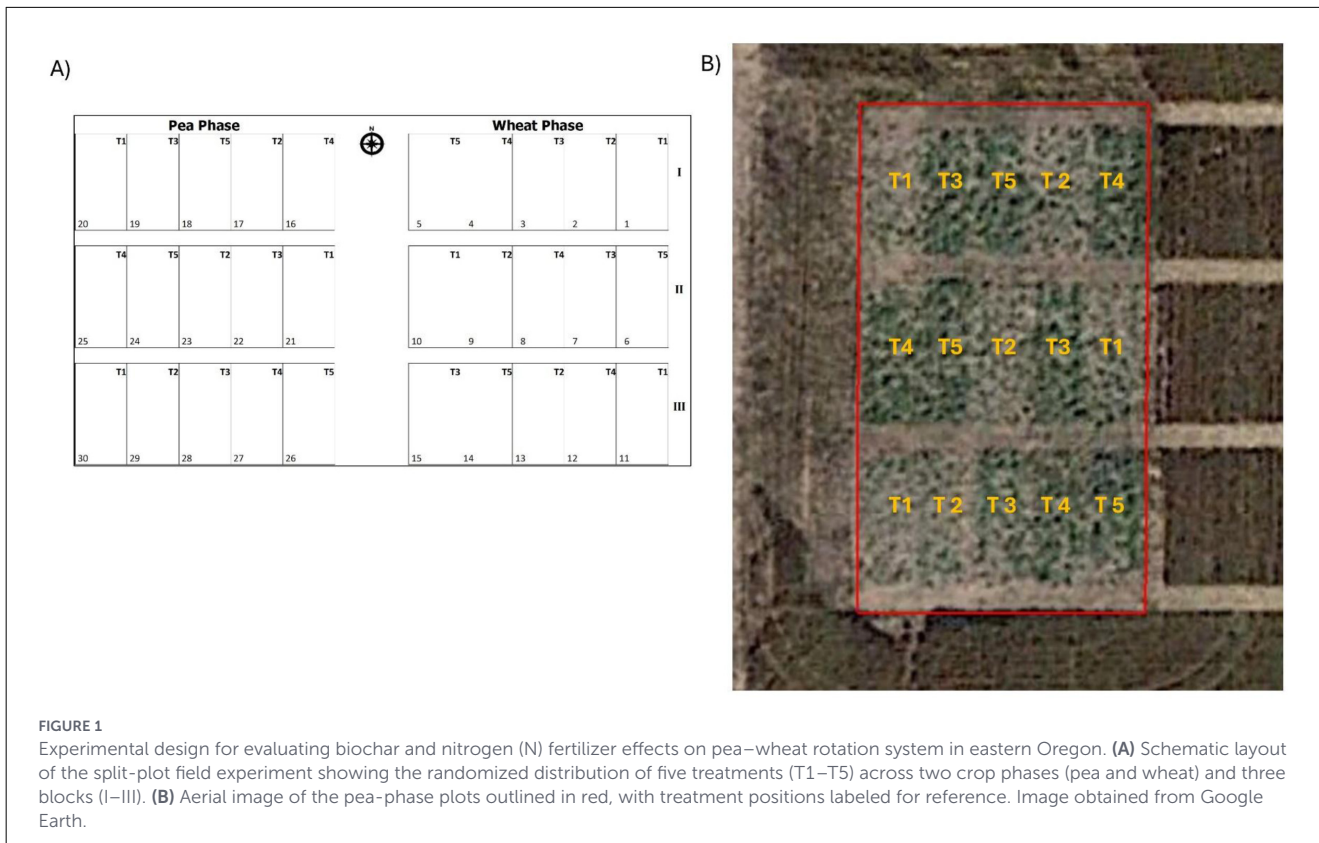 A)
Pea Phase
N
Wheat Phase
T1 T3 T5 T2 T4
T5 T4 T3 T2 T1
I
20 19 18 17 16
5 4 3 2 1
T4 T5 T2 T3 T1
T1 T2 T4 T3 T5
II
25 24 23 22 21
10 9 8 7 6
T1 T2 T3 T4 T5
T3 T5 T2 T4 T1
III
30 29 28 27 26
15 14 13 12 11
B)
T1 T3 T5 T 2 T4
T4 T5 T2 T3 T1
T1 T 2 T 3 T 4 T 5
FIGURE 1
Experimental design for evaluating biochar and nitrogen (N) fertilizer effects on pea–wheat rotation system in eastern Oregon. (A) Schematic layout
of the split-plot field experiment showing the randomized distribution of five treatments (T1–T5) across two crop phases (pea and wheat) and three
blocks (I–III). (B) Aerial image of the pea-phase plots outlined in red, with treatment positions labeled for reference. Image obtained from Google
Earth.